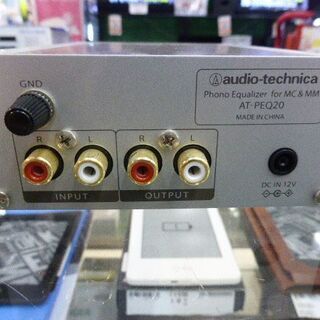 audio-technica
Phono Equalizer for MC & MM
AT-PEQ20
MADE IN CHINA
GND
R L
R L
INPUT
OUTPUT
DC IN 12V